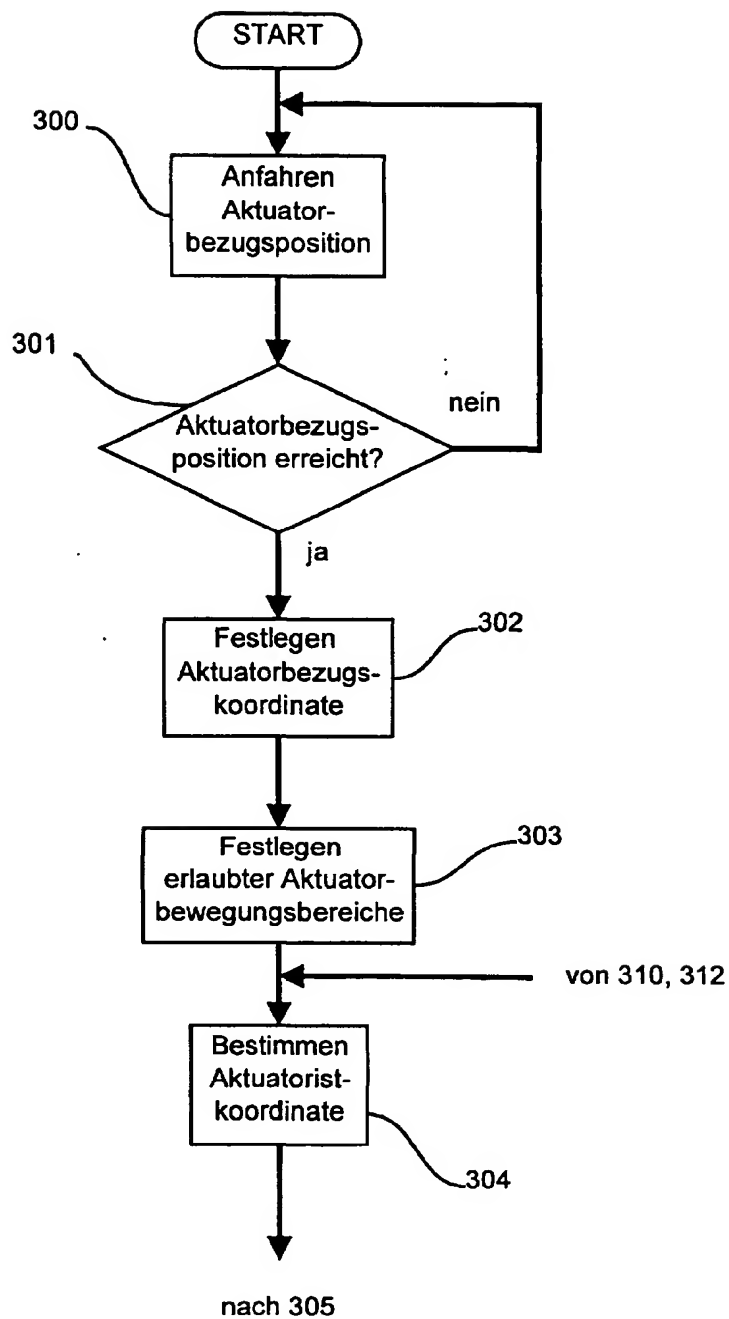 START
300
Anfahren
Aktuator-
bezugsposition
301
nein
Aktuatorbezugs-
position erreicht?
ja
302
Festlegen
Aktuatorbezugs-
koordinate
303
Festlegen
erlaubter Aktuator-
bewegungsbereiche
von 310, 312
Bestimmen
Aktuatorist-
koordinate
304
nach 305